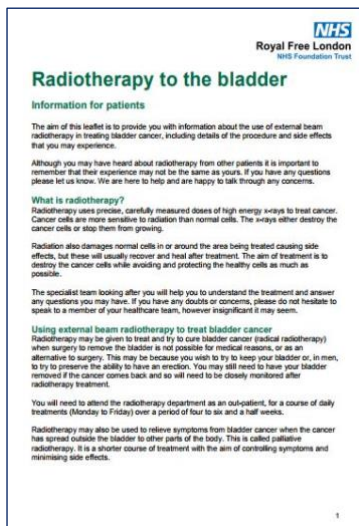 NHS
Royal Free London
NHS Foundation Trust
Radiotherapy to the bladder
Information for patients
The aim of this leaflet is to provide you with information about the use of external beam
radiotherapy in treating bladder cancer, including details of the procedure and side effects
that you may experience.
Although you may have heard about radiotherapy from other patients it is important to
remember that their experience may not be the same as yours. If you have any questions
please let us know. We are here to help and are happy to talk through any concerns.
What is radiotherapy?
Radiotherapy uses precise, carefully measured doses of high energy x-rays to treat cancer.
Cancer cells are more sensitive to radiation than normal cells. The x-rays either destroy the
cancer cells or stop them from growing.
Radiation also damages normal cells in or around the area being treated causing side
effects, but these will usually recover and heal after treatment. The aim of treatment is to
destroy the cancer cells while avoiding and protecting the healthy cells as much as
possible.
The specialist team looking after you will help you to understand the treatment and answer
any questions you may have. If you have any doubts or concerns, please do not hesitate to
speak to a member of your healthcare team, however insignificant it may seem.
Using external beam radiotherapy to treat bladder cancer
Radiotherapy may be given to treat and try to cure bladder cancer (radical radiotherapy)
when surgery to remove the bladder is not possible for medical reasons, or as an
alternative to surgery. This may be because you wish to try to keep your bladder or, in men,
to try to preserve the ability to have an erection. You may still need to have your bladder
removed if the cancer comes back and so will need to be closely monitored after
radiotherapy treatment.
You will need to attend the radiotherapy department as an out-patient, for a course of daily
treatments (Monday to Friday) over a period of four to six and a half weeks.
Radiotherapy may also be used to relieve symptoms from bladder cancer when the cancer
has spread outside the bladder to other parts of the body. This is called palliative
radiotherapy. It is a shorter course of treatment with the aim of controlling symptoms and
minimising side effects.
1